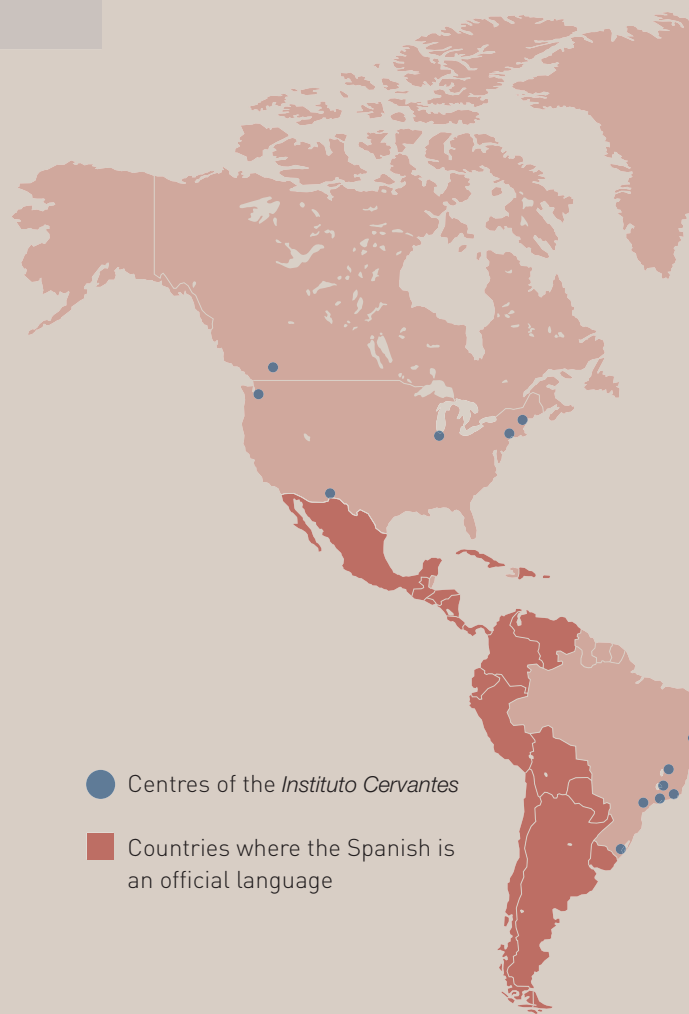 Centres of the Instituto Cervantes
Countries where the Spanish is
an official language